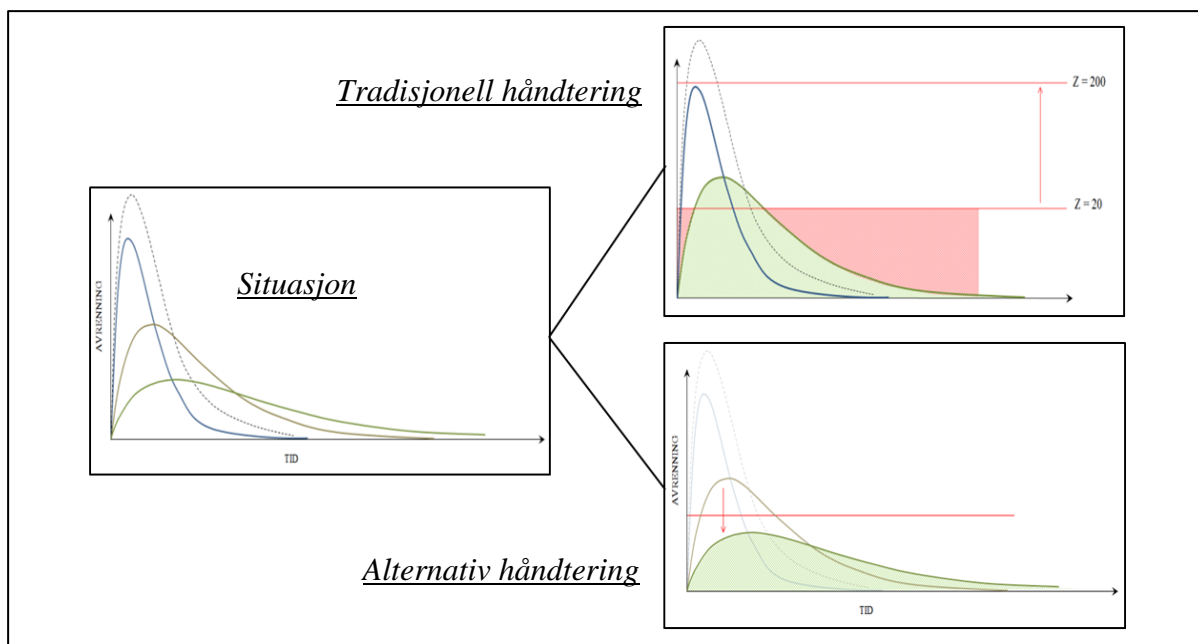 Tradisjonell håndtering
Z = 200
Z = 20
Situasjon
AVRENNING
TID
AVRENNING
TID
Alternativ håndtering